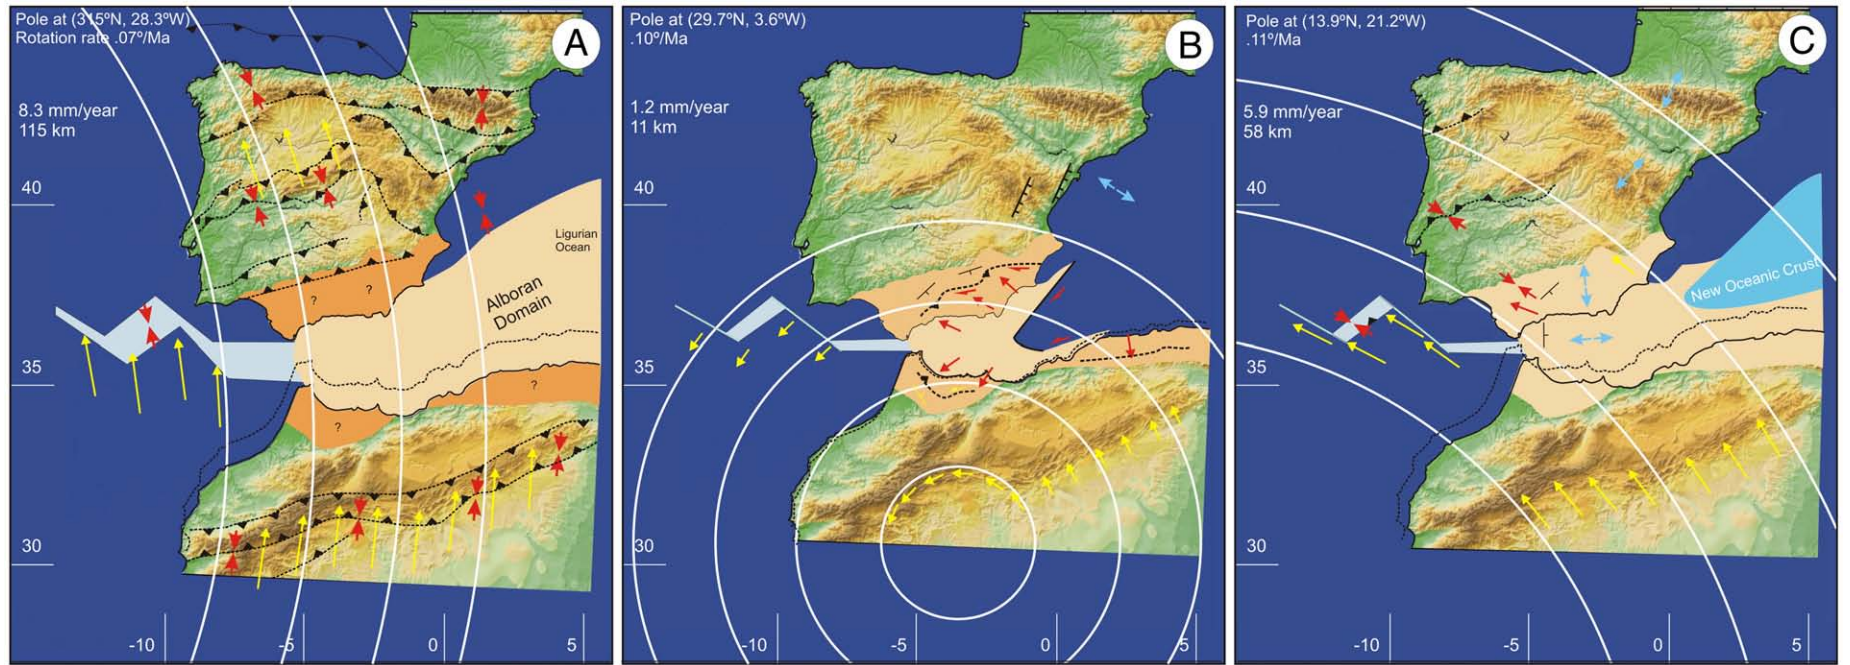 Pole at (315ºN, 28.3ºW)
Rotation rate .07º/Ma
A
8.3 mm/year
115 km
40
35
30
-10
-5
0
5
Ligurian
Ocean
Alboran
Domain
?
?
?
?
Pole at (29.7ºN, 3.6ºW)
.10º/Ma
B
1.2 mm/year
11 km
40
35
30
-10
-5
0
5
Pole at (13.9ºN, 21.2ºW)
.11º/Ma
C
5.9 mm/year
58 km
40
35
30
-10
-5
0
5
New Oceanic Crust